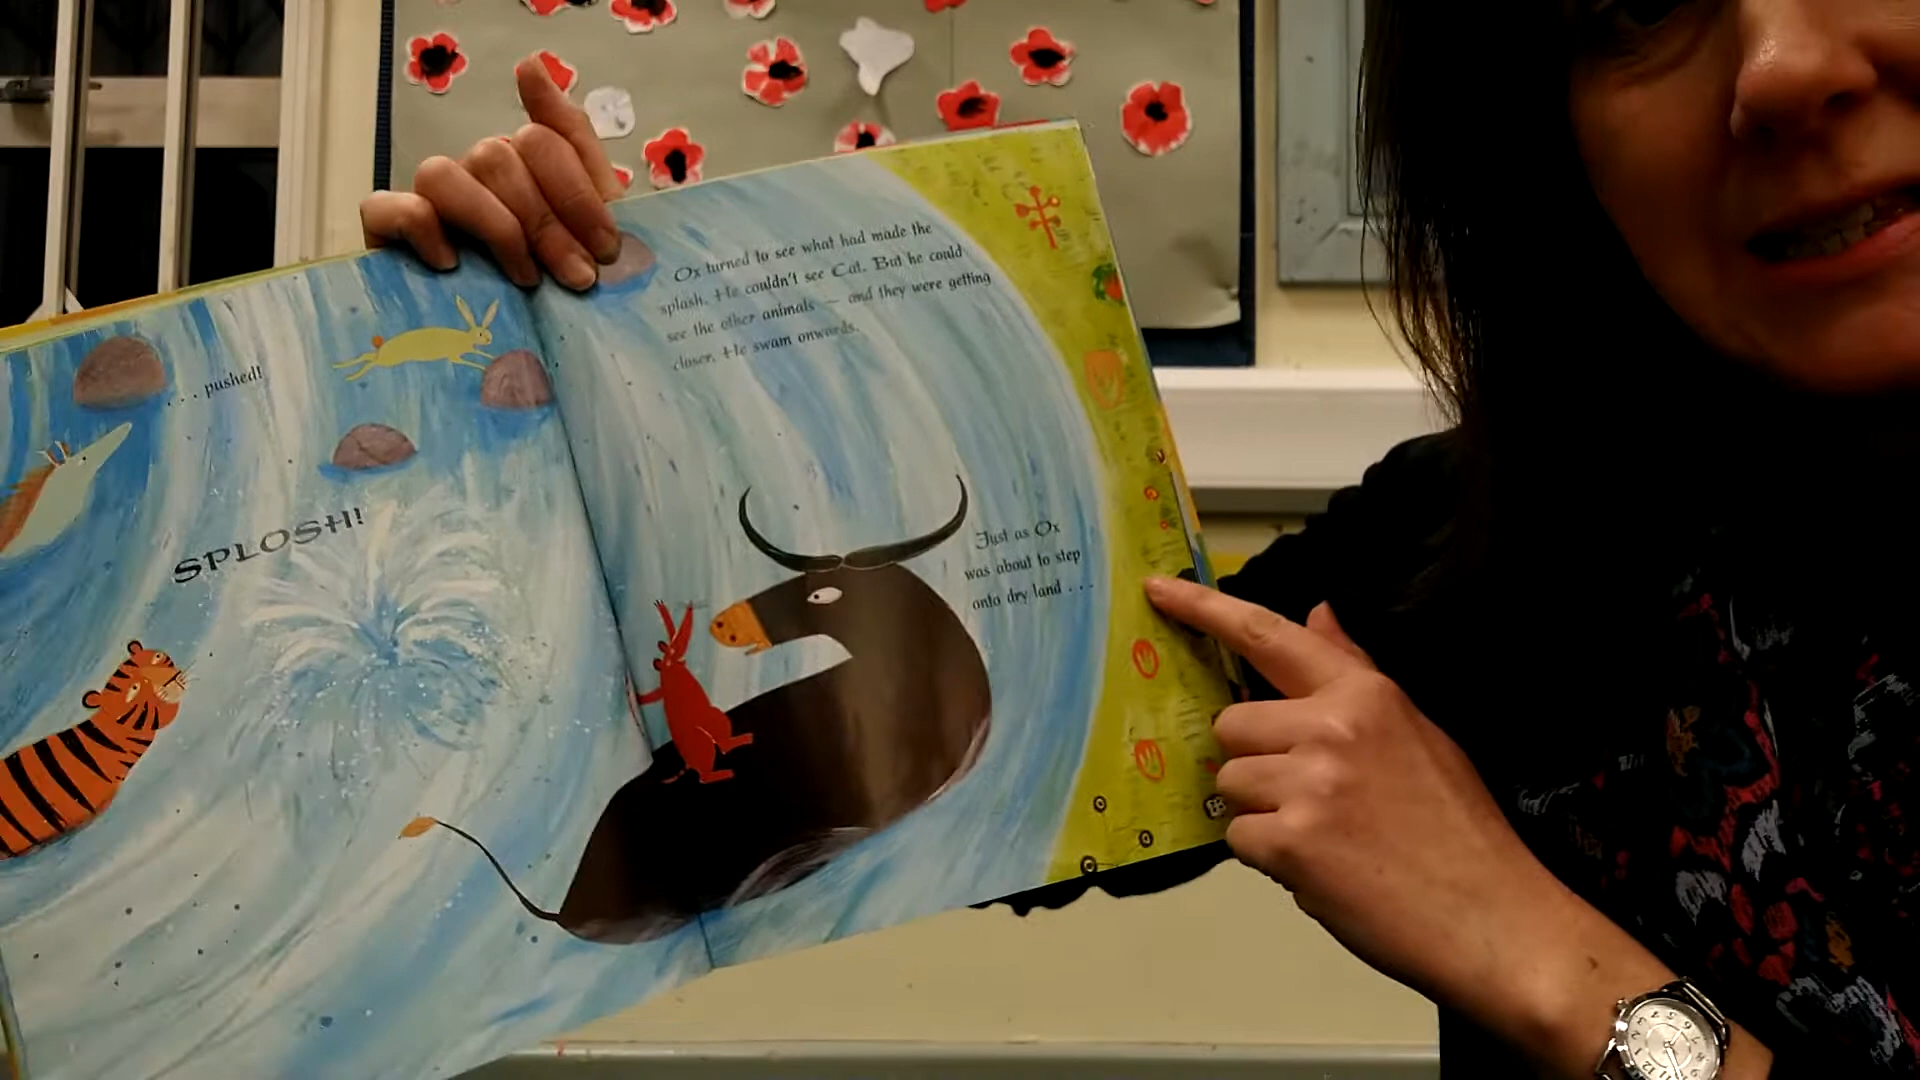 . . . pushed!
SPLOSH!
Ox turned to see what had made the
splash. He couldn't see Cat. But he could
see the other animals — and they were getting
closer. He swam onwards.
Just as Ox
was about to step
onto dry land . . .